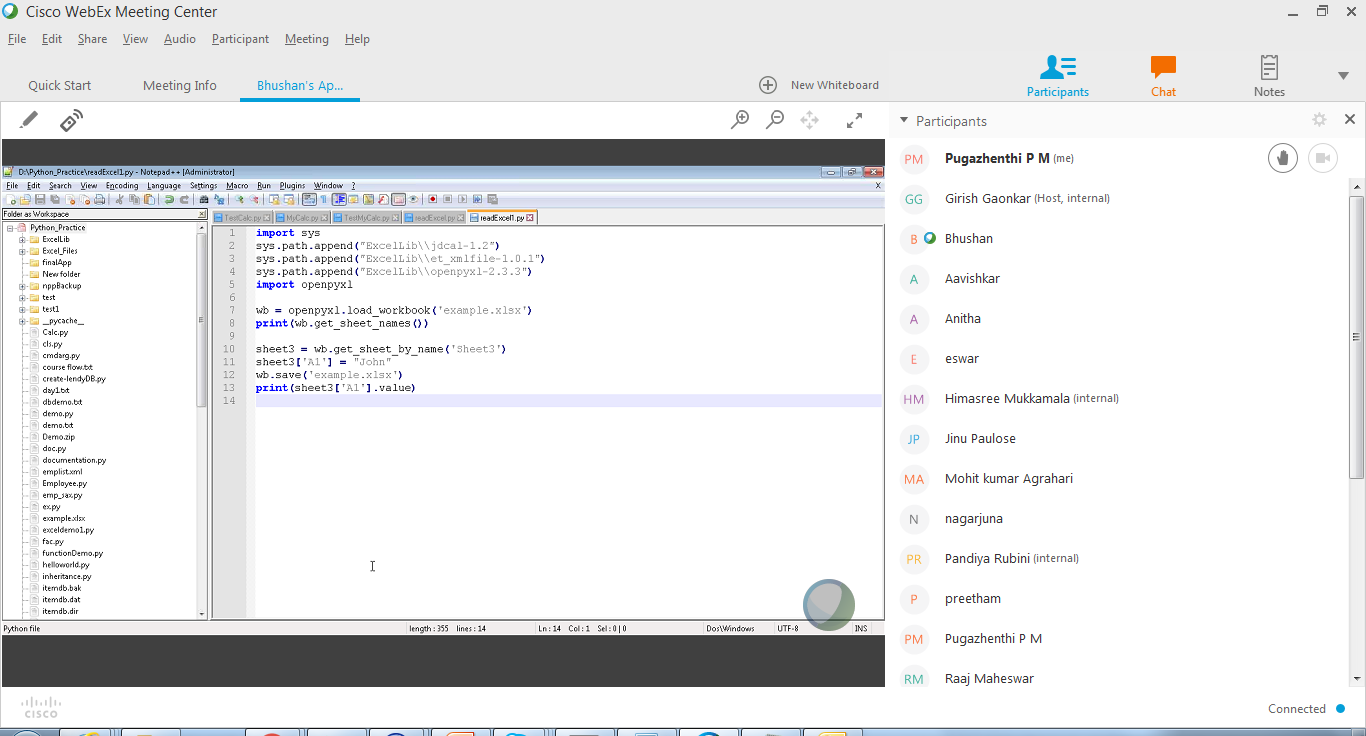 Cisco WebEx Meeting Center
File Edit Share View Audio Participant Meeting Help
Quick Start Meeting Info Bhushan's Ap... New Whiteboard
Participants Chat Notes
D:\Python_Practice\readExcel1.py - Notepad++ [Administrator]
File Edit Search View Encoding Language Settings Macro Run Plugins Window ? X
Folder as Workspace
TestCalc.py MyCalc.py TestMyCalc.py readExcel.py readExcel1.py
Python_Practice
ExcelLib
Excel_Files
finalApp
New folder
nppBackup
test
test1
__pycache__
Calc.py
cls.py
cmdarg.py
course flow.txt
create-lendyDB.py
day1.txt
dbdemo.txt
demo.py
demo.txt
Demo.zip
doc.py
documentation.py
emplist.xml
Employee.py
emp_sax.py
ex.py
example.xlsx
exceldemo1.py
fac.py
functionDemo.py
helloworld.py
inheritance.py
itemdb.bak
itemdb.dat
itemdb.dir
1 import sys
2 sys.path.append("ExcelLib\\jdcal-1.2")
3 sys.path.append("ExcelLib\\et_xmlfile-1.0.1")
4 sys.path.append("ExcelLib\\openpyxl-2.3.3")
5 import openpyxl
6
7 wb = openpyxl.load_workbook('example.xlsx')
8 print(wb.get_sheet_names())
9
10 sheet3 = wb.get_sheet_by_name('Sheet3')
11 sheet3['A1'] = "John"
12 wb.save('example.xlsx')
13 print(sheet3['A1'].value)
14
Python file length : 355 lines : 14 Ln : 14 Col : 1 Sel : 0 | 0 Dos\Windows UTF-8 INS
Participants
PM Pugazhenthi P M (me)
GG Girish Gaonkar (Host, internal)
B Bhushan
A Aavishkar
A Anitha
E eswar
HM Himasree Mukkamala (internal)
JP Jinu Paulose
MA Mohit kumar Agrahari
N nagarjuna
PR Pandiya Rubini (internal)
P preetham
PM Pugazhenthi P M
RM Raaj Maheswar
CISCO
Connected